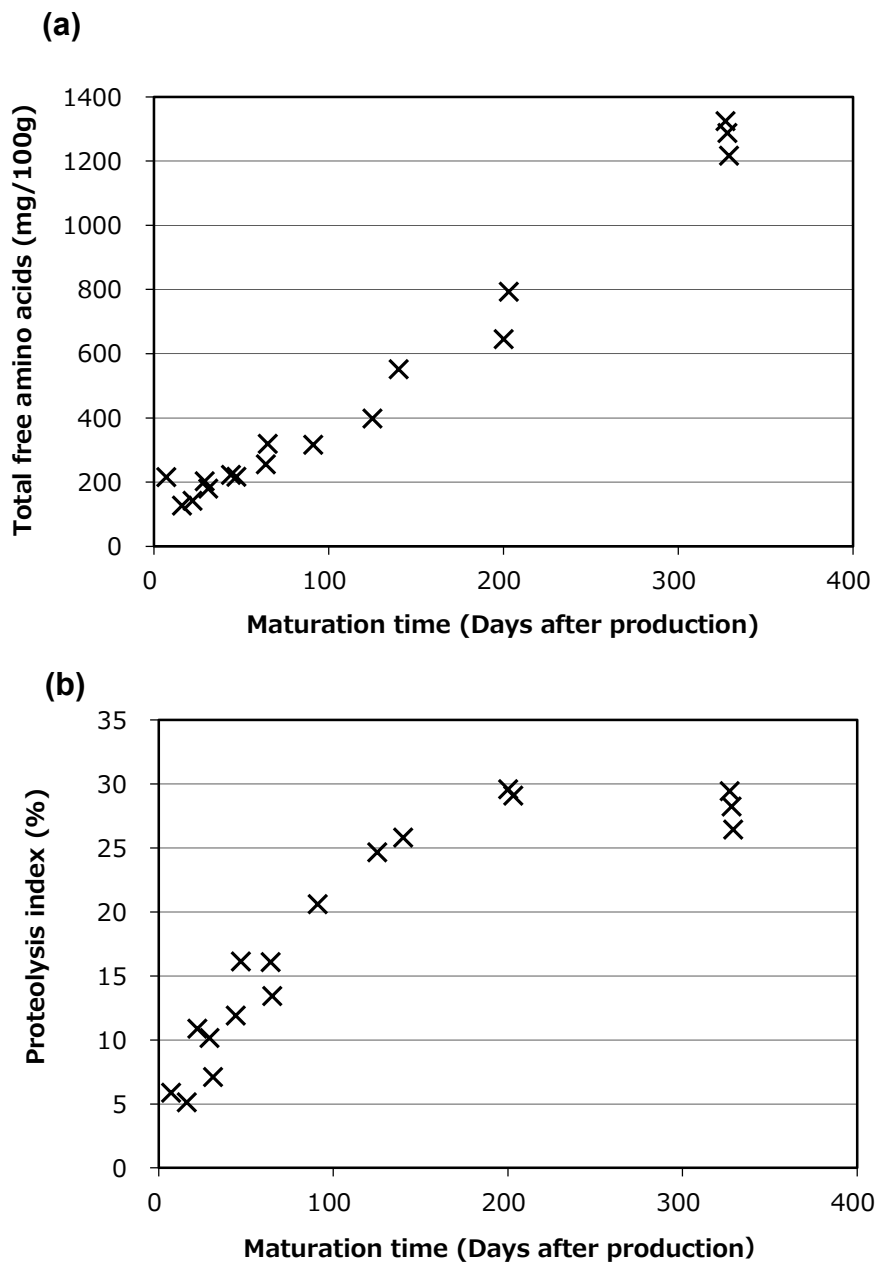 (a)
Total free amino acids (mg/100g)
1400
1200
1000
800
600
400
200
0
0 100 200 300 400
Maturation time (Days after production)
(b)
Proteolysis index (%)
35
30
25
20
15
10
5
0
0 100 200 300 400
Maturation time (Days after production)